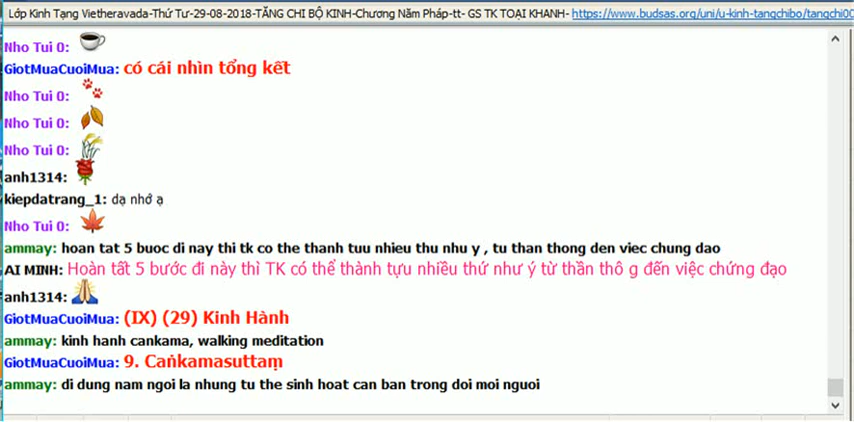 Lớp Kinh Tạng Vietheravada-Thứ Tư-29-08-2018-TĂNG CHI BỘ KINH-Chương Năm Pháp-tt- GS TK TOẠI KHANH- https://www.budsas.org/uni/u-kinh-tangchibo/tangchi00
Nho Tui 0:
GiotMuaCuoiMua: có cái nhìn tổng kết
Nho Tui 0:
Nho Tui 0:
Nho Tui 0:
anh1314:
kiepdatrang_1: dạ nhớ ạ
Nho Tui 0:
ammay: hoan tat 5 buoc di nay thi tk co the thanh tuu nhieu thu nhu y , tu than thong den viec chung dao
AI MINH: Hoàn tất 5 bước đi này thì TK có thể thành tựu nhiều thứ như ý từ thần thô g đến việc chứng đạo
anh1314:
GiotMuaCuoiMua: (IX) (29) Kinh Hành
ammay: kinh hanh cankama, walking meditation
GiotMuaCuoiMua: 9. Caṅkamasuttaṃ
ammay: di dung nam ngoi la nhung tu the sinh hoat can ban trong doi moi nguoi